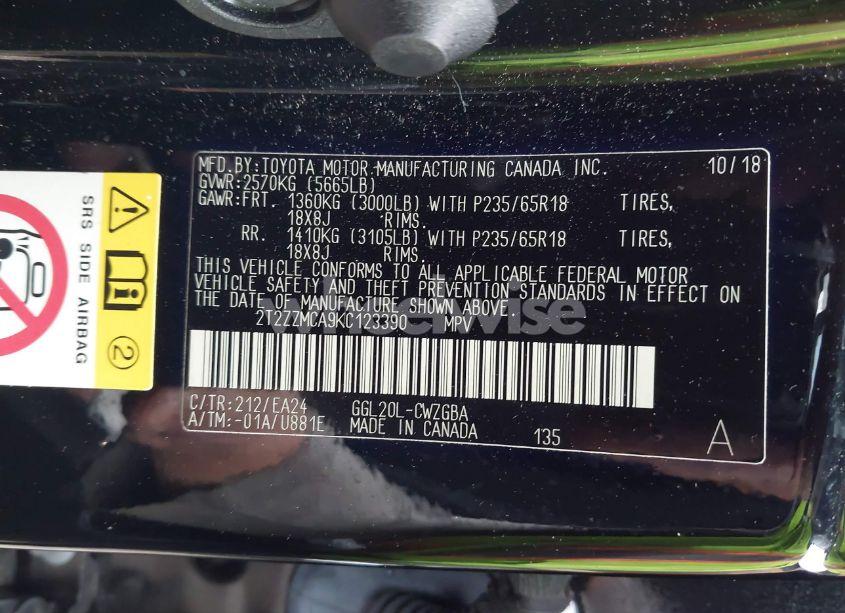 MFD.BY:TOYOTA MOTOR MANUFACTURING CANADA INC. 10/18
GVWR:2570KG (5665LB)
GAWR:FRT. 1360KG (3000LB) WITH P235/65R18 TIRES,
18X8J RIMS.
RR. 1410KG (3105LB) WITH P235/65R18 TIRES,
18X8J RIMS.
THIS VEHICLE CONFORMS TO ALL APPLICABLE FEDERAL MOTOR
VEHICLE SAFETY AND THEFT PREVENTION STANDARDS IN EFFECT ON
THE DATE OF MANUFACTURE SHOWN ABOVE.
2T2ZZMCA9KC123390 MPV
C/TR:212/EA24 GGL20L-CWZGBA
A/TM:-01A/U881E MADE IN CANADA 135 A
SRS SIDE AIRBAG
2